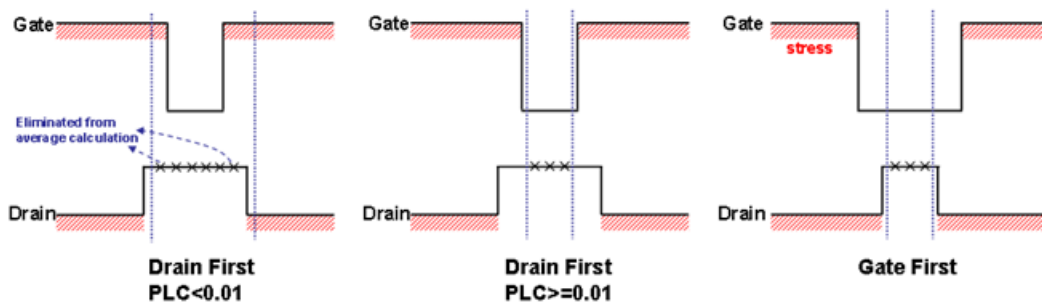 Gate
Eliminated from
average calculation
Drain
Drain First
PLC<0.01
Gate
Drain
Drain First
PLC>=0.01
Gate
stress
Drain
Gate First